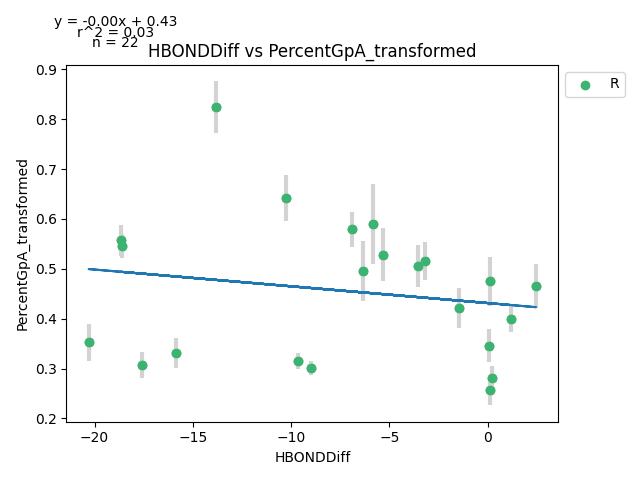 y = -0.00x + 0.43
r^2 = 0.03
n = 22
HBONDDiff vs PercentGpA_transformed
R
PercentGpA_transformed
0.9
0.8
0.7
0.6
0.5
0.4
0.3
0.2
−20
−15
−10
−5
0
HBONDDiff